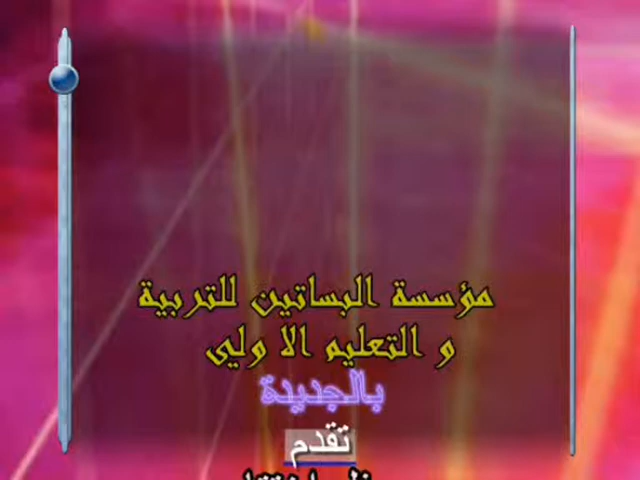 مؤسسة البساتين للتربية
و التعليم الا ولي
بالجديدة
تقدم